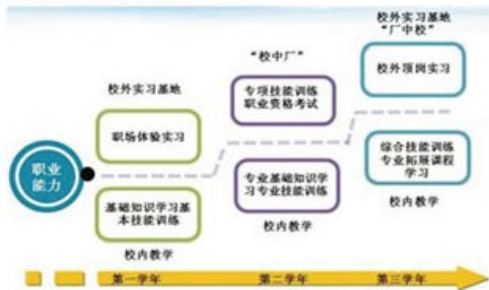 校外实习基地
“厂中校”
“校中厂”
校外实习基地
专项技能训练
职业资格考试
校外顶岗实习
职场体验实习
职业
能力
基础知识学习基
本技能训练
专业基础知识学
习专业技能训练
综合技能训练
专业拓展课程
学习
校内教学
校内教学
校内教学
第一学年
第二学年
第三学年